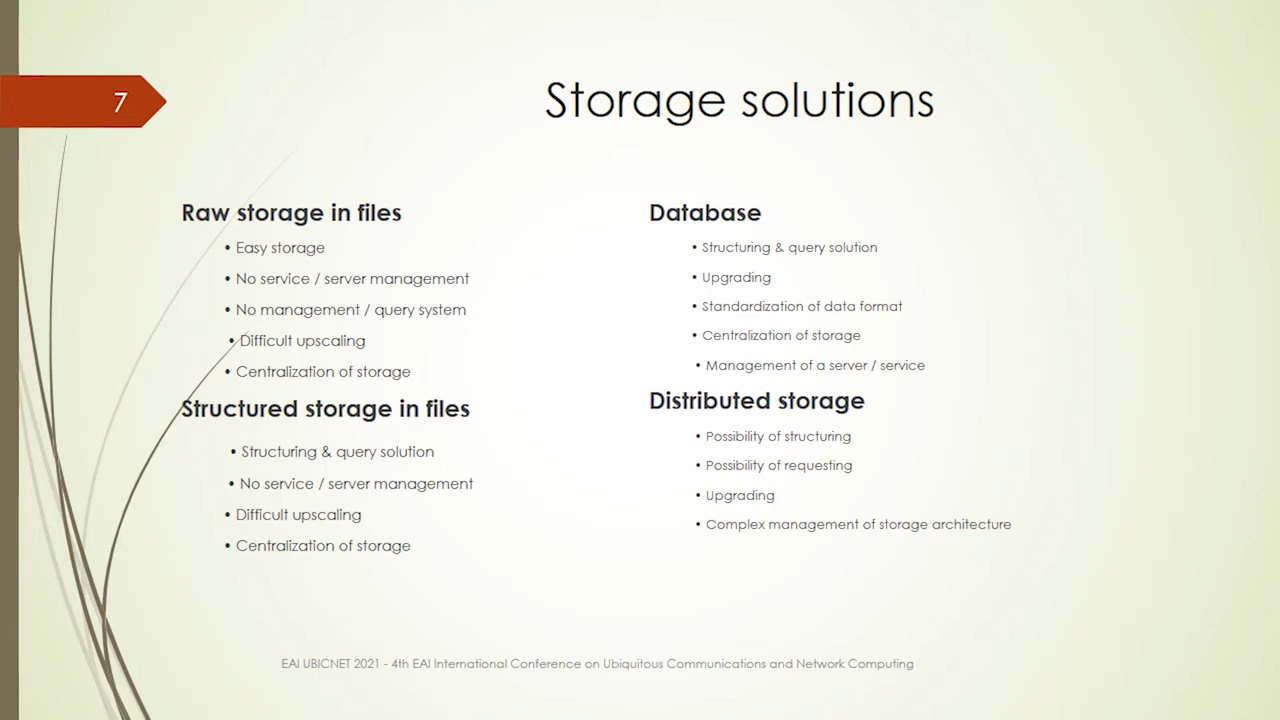 7
Storage solutions
Raw storage in files
• Easy storage
• No service / server management
• No management / query system
• Difficult upscaling
• Centralization of storage
Structured storage in files
• Structuring & query solution
• No service / server management
• Difficult upscaling
• Centralization of storage
Database
• Structuring & query solution
• Upgrading
• Standardization of data format
• Centralization of storage
• Management of a server / service
Distributed storage
• Possibility of structuring
• Possibility of requesting
• Upgrading
• Complex management of storage architecture
EAI UBICNET 2021 - 4th EAI International Conference on Ubiquitous Communications and Network Computing